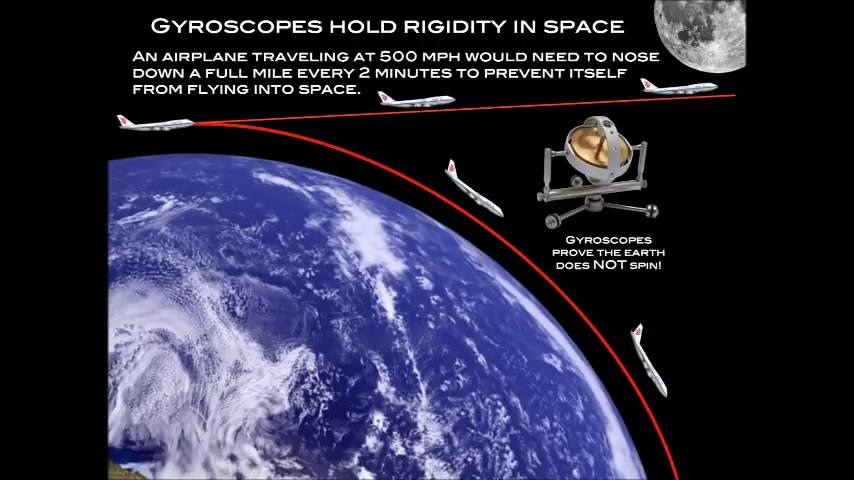 Gyroscopes hold rigidity in space
An airplane traveling at 500 mph would need to nose
down a full mile every 2 minutes to prevent itself
from flying into space.
Gyroscopes
prove the earth
does NOT spin!